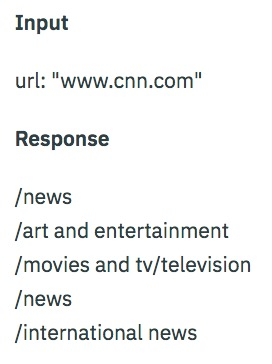 Input
url: "www.cnn.com"
Response
/news
/art and entertainment
/movies and tv/television
/news
/international news